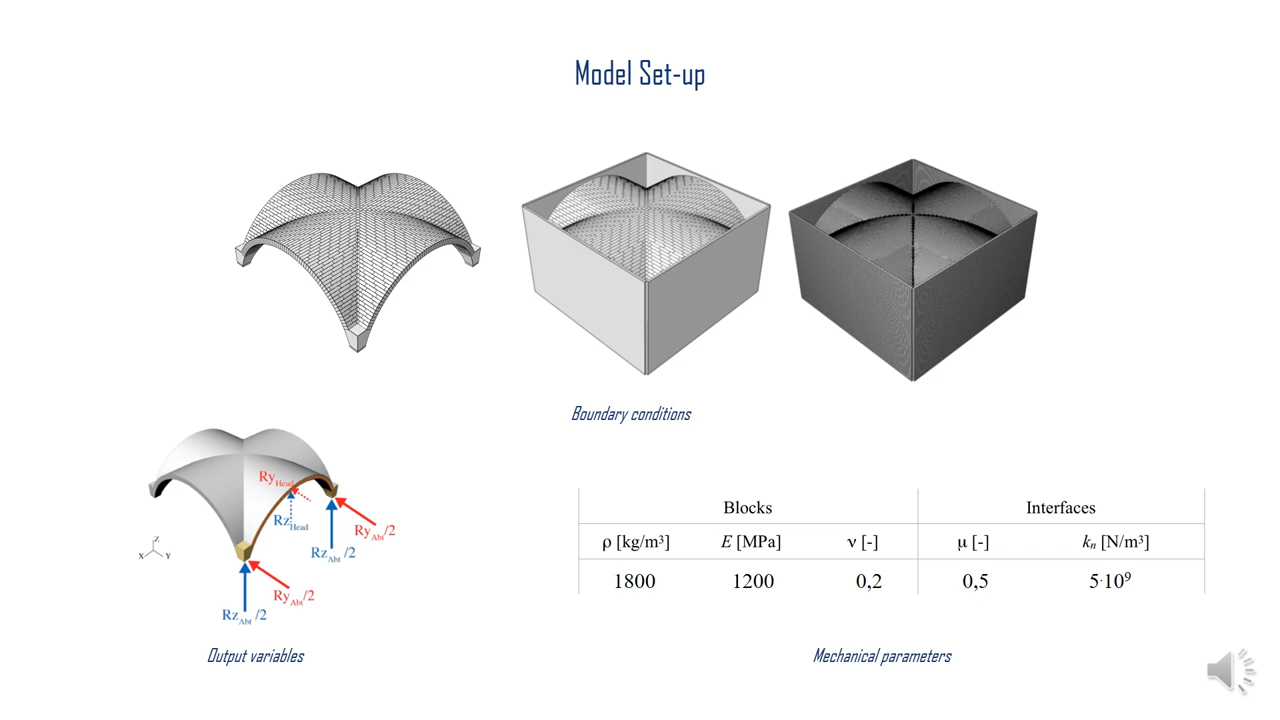 Model Set-up
Boundary conditions
Ry_Head
Rz_Head
Ry_Abt/2
Rz_Abt/2
Ry_Abt/2
Rz_Abt/2
Z
X Y
Output variables
Blocks Interfaces
ρ [kg/m³] E [MPa] ν [-] μ [-] kₙ [N/m³]
1800 1200 0,2 0,5 5·10⁹
Mechanical parameters